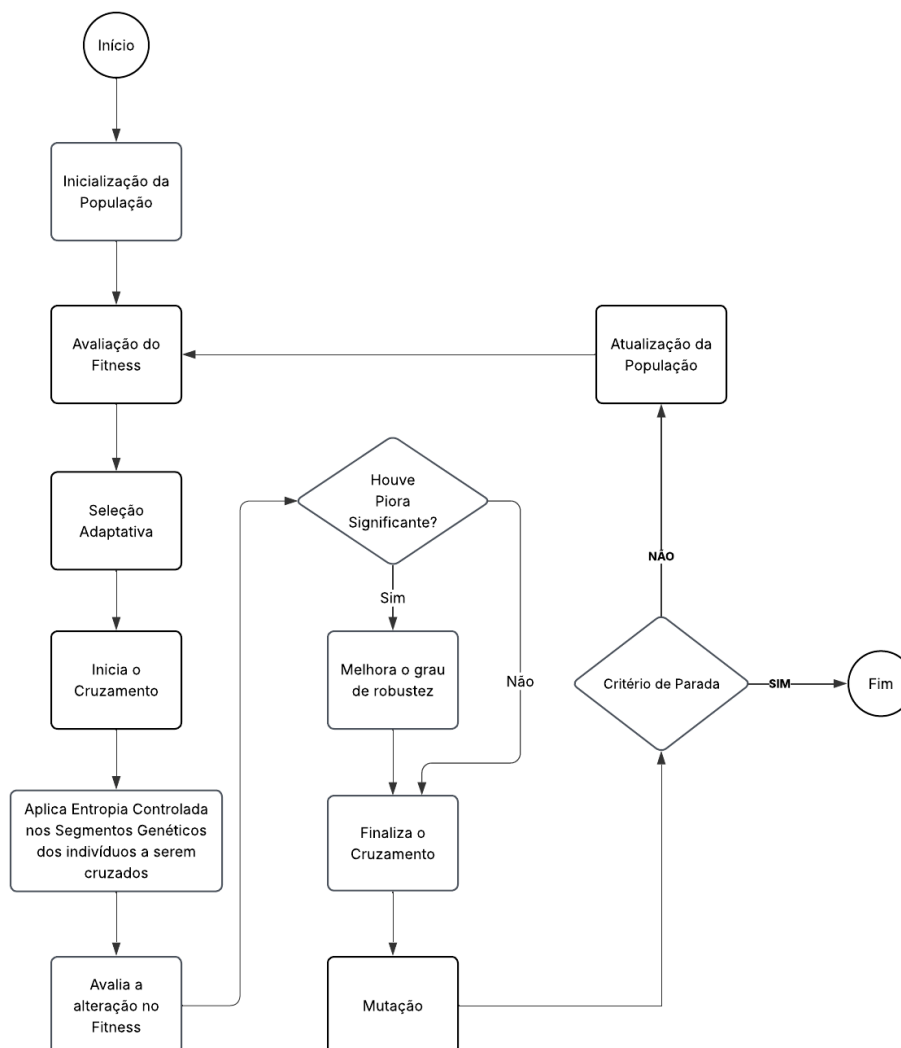 Início
Inicialização da
População
Avaliação do
Fitness
Atualização da
População
Seleção
Adaptativa
Houve
Piora
Significante?
NÃO
Sim
Inicia o
Cruzamento
Melhora o grau
de robustez
Não
Critério de Parada
SIM
Fim
Aplica Entropia Controlada
nos Segmentos Genéticos
dos indivíduos a serem
cruzados
Finaliza o
Cruzamento
Avalia a
alteração no
Fitness
Mutação